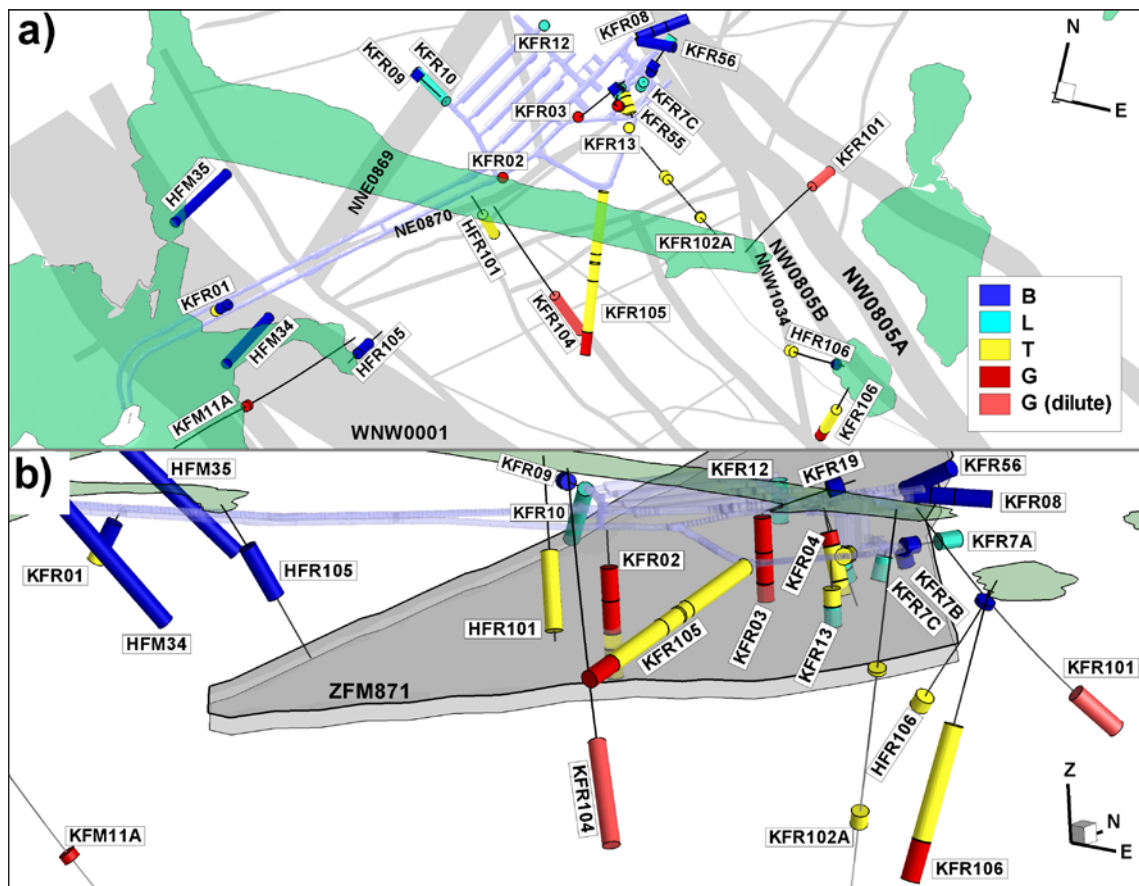 a)
KFR12
KFR08
KFR56
KFR09
KFR10
KFR03
KFR7C
KFR55
KFR13
KFR101
N
E
HFM35
NNE0869
KFR02
NE0870
HFR101
KFR102A
KFR01
HFM34
HFR105
KFR104
KFR105
NNW1034
NW0805B
NW0805A
HFR106
KFR106
KFM11A
WNW0001
B
L
T
G
G (dilute)
b)
HFM35
KFR09
KFR12
KFR19
KFR56
KFR10
KFR08
KFR01
HFR105
KFR02
KFR04
KFR7A
KFR7B
KFR7C
HFM34
HFR101
KFR105
KFR03
KFR13
KFR101
ZFM871
HFR106
KFR104
KFR102A
KFR106
KFM11A
Z
N
E